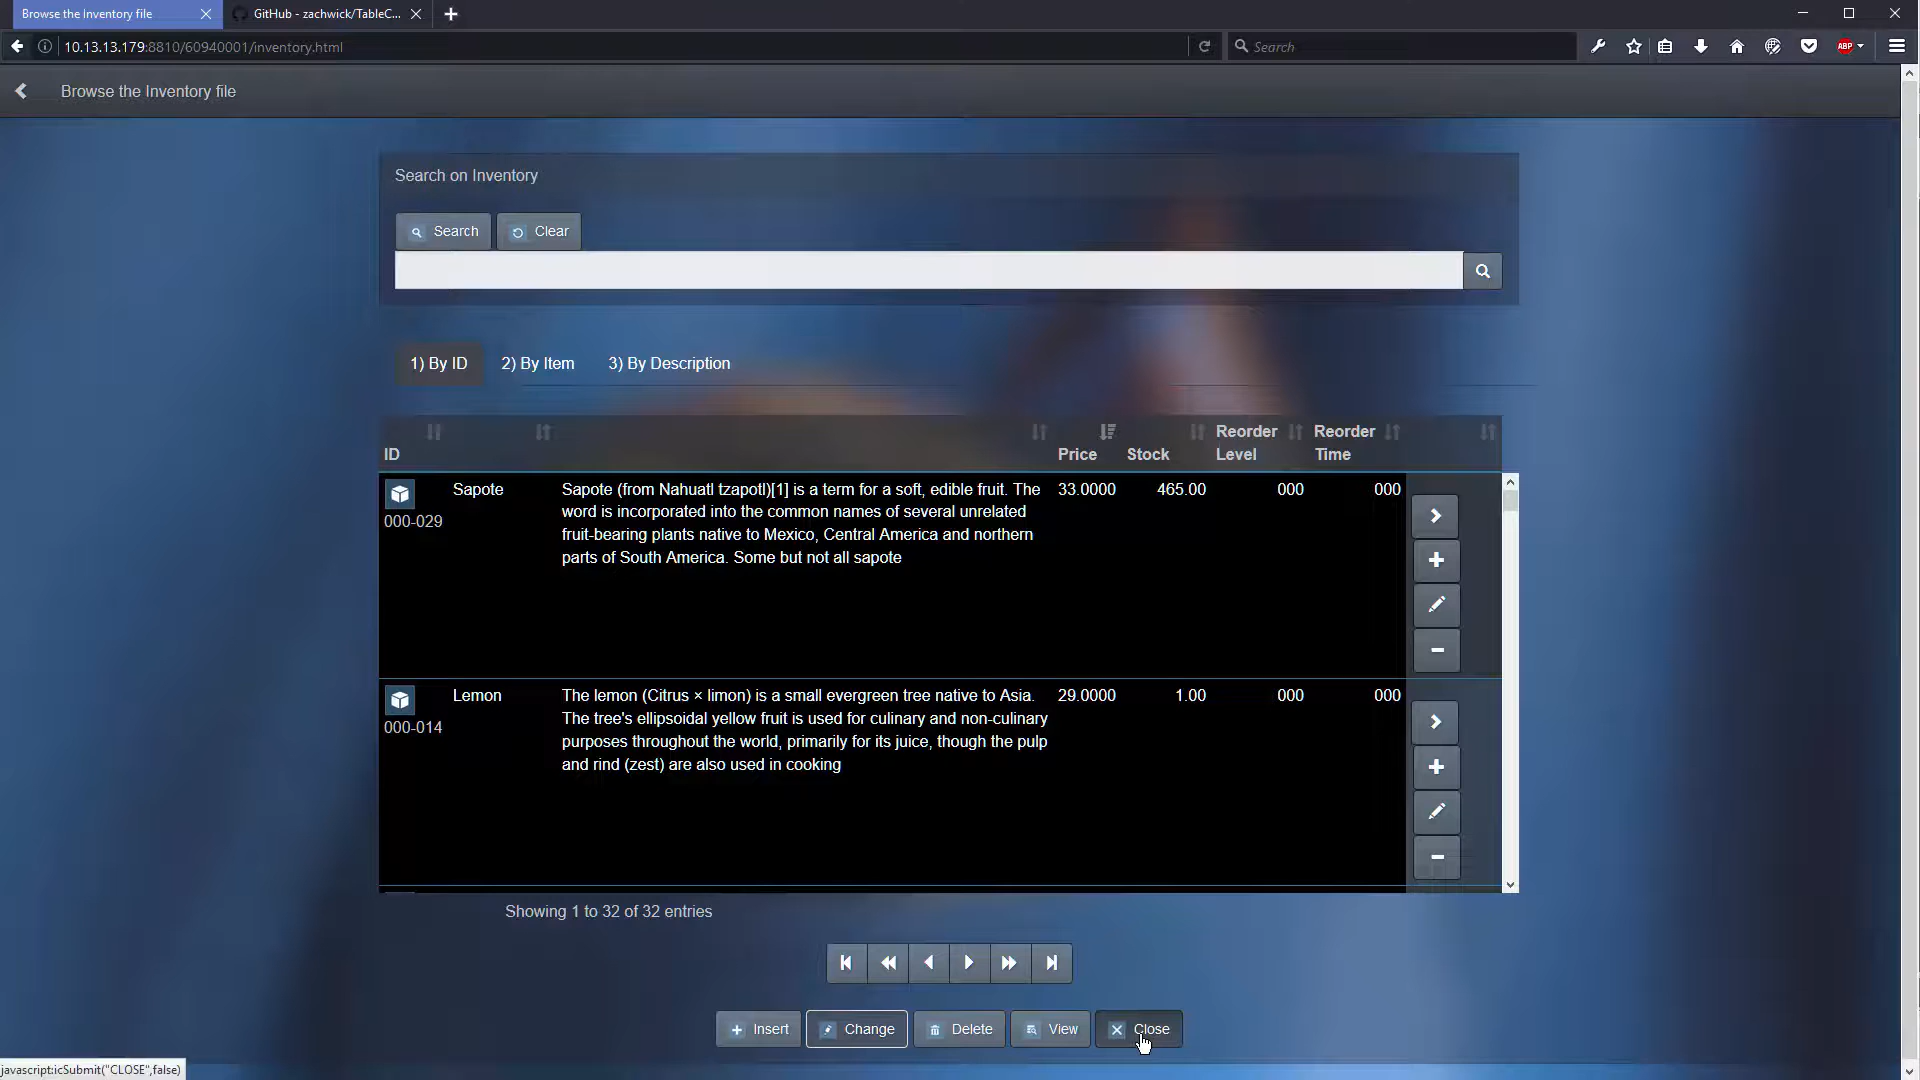 Browse the Inventory file
GitHub - zachwick/TableC...
10.13.13.179:8810/60940001/inventory.html
Search
ABP
Browse the Inventory file
Search on Inventory
Search
Clear
1) By ID
2) By Item
3) By Description
ID
Price
Stock
Reorder
Level
Reorder
Time
000-029
Sapote
Sapote (from Nahuatl tzapotl)[1] is a term for a soft, edible fruit. The
word is incorporated into the common names of several unrelated
fruit-bearing plants native to Mexico, Central America and northern
parts of South America. Some but not all sapote
33.0000
465.00
000
000
000-014
Lemon
The lemon (Citrus × limon) is a small evergreen tree native to Asia.
The tree's ellipsoidal yellow fruit is used for culinary and non-culinary
purposes throughout the world, primarily for its juice, though the pulp
and rind (zest) are also used in cooking
29.0000
1.00
000
000
Showing 1 to 32 of 32 entries
Insert
Change
Delete
View
Close
javascript:icSubmit("CLOSE",false)